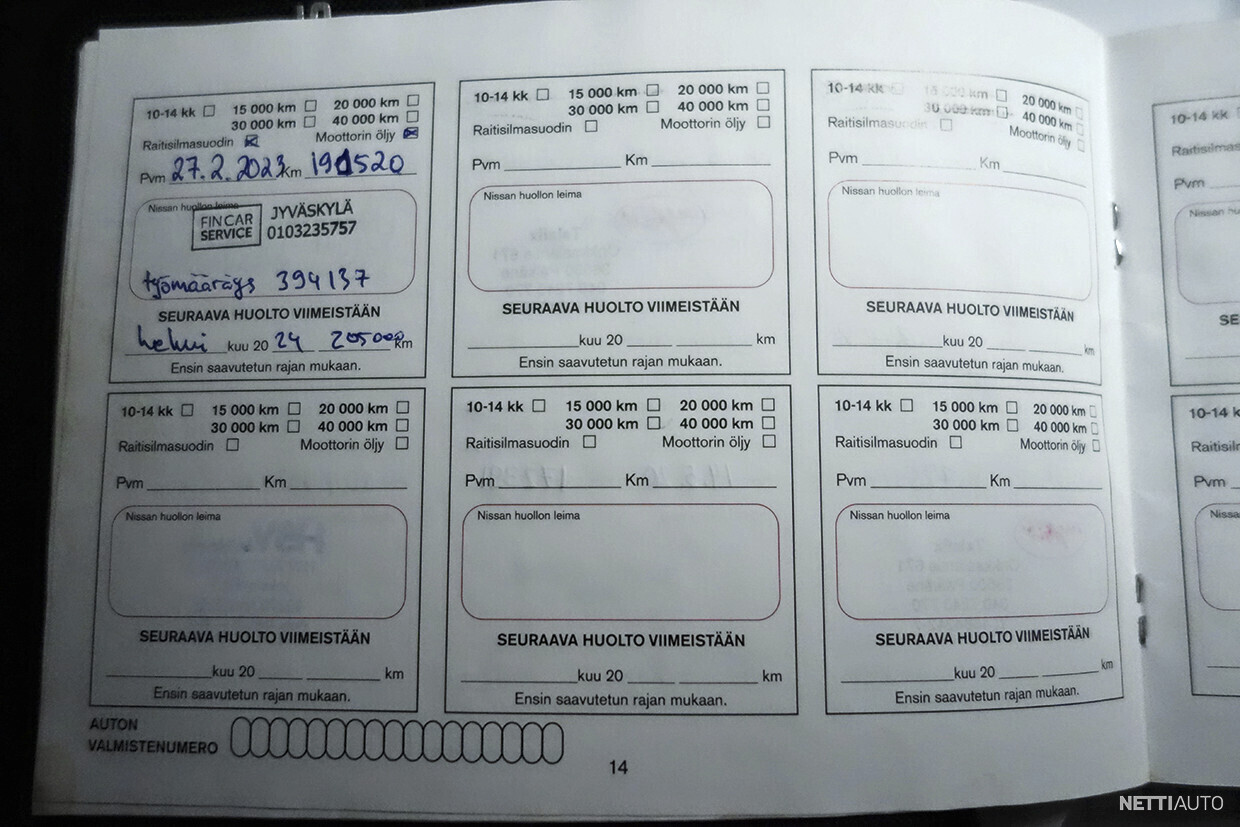 10-14 kk 15 000 km 20 000 km
30 000 km 40 000 km
Raitisilmasuodin Moottorin öljy
Pvm 27.2.2023 Km 191520
Nissan huollon leima
FIN CAR SERVICE JYVÄSKYLÄ
0103235757
työmääräys 394137
SEURAAVA HUOLTO VIIMEISTÄÄN
helmi kuu 20 24 205000 km
Ensin saavutetun rajan mukaan.
10-14 kk 15 000 km 20 000 km
30 000 km 40 000 km
Raitisilmasuodin Moottorin öljy
Pvm Km
Nissan huollon leima
SEURAAVA HUOLTO VIIMEISTÄÄN
kuu 20 km
Ensin saavutetun rajan mukaan.
10-14 kk 15 000 km 20 000 km
30 000 km 40 000 km
Raitisilmasuodin Moottorin öljy
Pvm Km
Nissan huollon leima
SEURAAVA HUOLTO VIIMEISTÄÄN
kuu 20 km
Ensin saavutetun rajan mukaan.
10-14 kk 15 000 km 20 000 km
30 000 km 40 000 km
Raitisilmasuodin Moottorin öljy
Pvm Km
Nissan huollon leima
SEURAAVA HUOLTO VIIMEISTÄÄN
kuu 20 km
Ensin saavutetun rajan mukaan.
10-14 kk 15 000 km 20 000 km
30 000 km 40 000 km
Raitisilmasuodin Moottorin öljy
Pvm Km
Nissan huollon leima
SEURAAVA HUOLTO VIIMEISTÄÄN
kuu 20 km
Ensin saavutetun rajan mukaan.
10-14 kk 15 000 km 20 000 km
30 000 km 40 000 km
Raitisilmasuodin Moottorin öljy
Pvm Km
Nissan huollon leima
SEURAAVA HUOLTO VIIMEISTÄÄN
kuu 20 km
Ensin saavutetun rajan mukaan.
AUTON
VALMISTENUMERO
14
10-14 kk
Pvm
SE
10-14 k
Pvm
NETTIAUTO